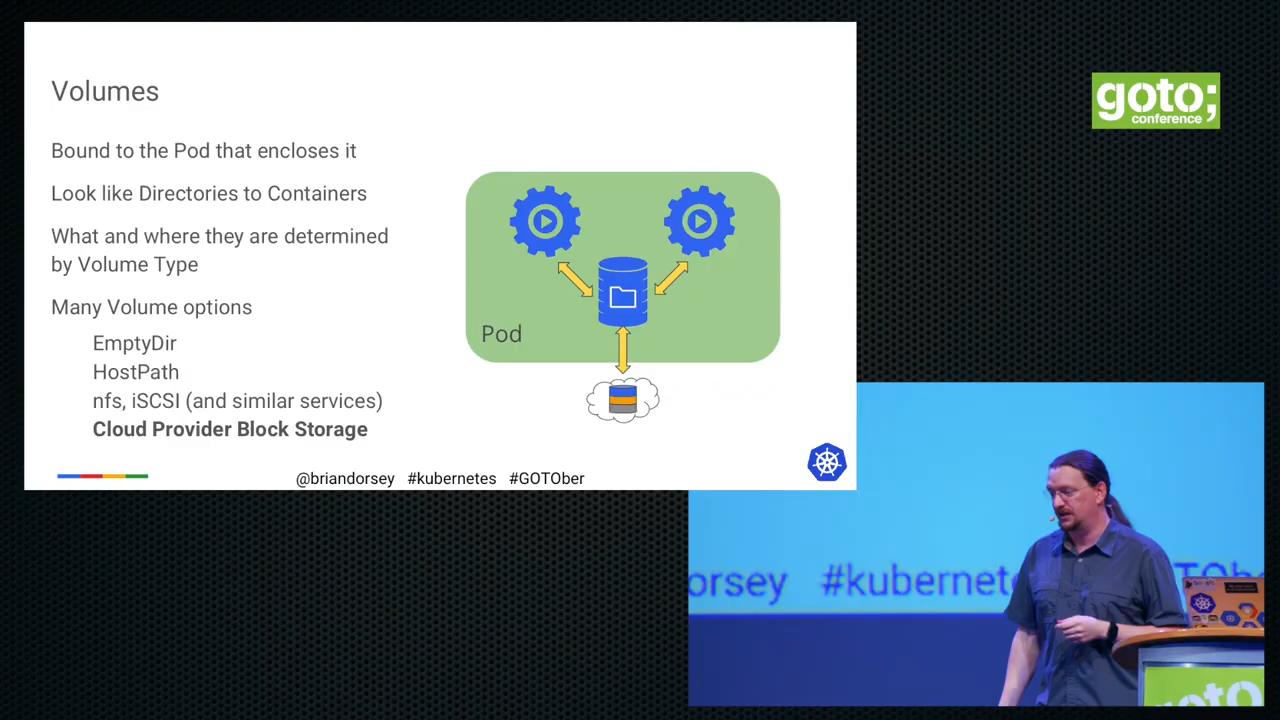 Volumes
Bound to the Pod that encloses it
Look like Directories to Containers
What and where they are determined
by Volume Type
Many Volume options
EmptyDir
HostPath
nfs, iSCSI (and similar services)
Cloud Provider Block Storage
Pod
@briandorsey #kubernetes #GOTOber
goto;
conference
orsey #kubernete
goto